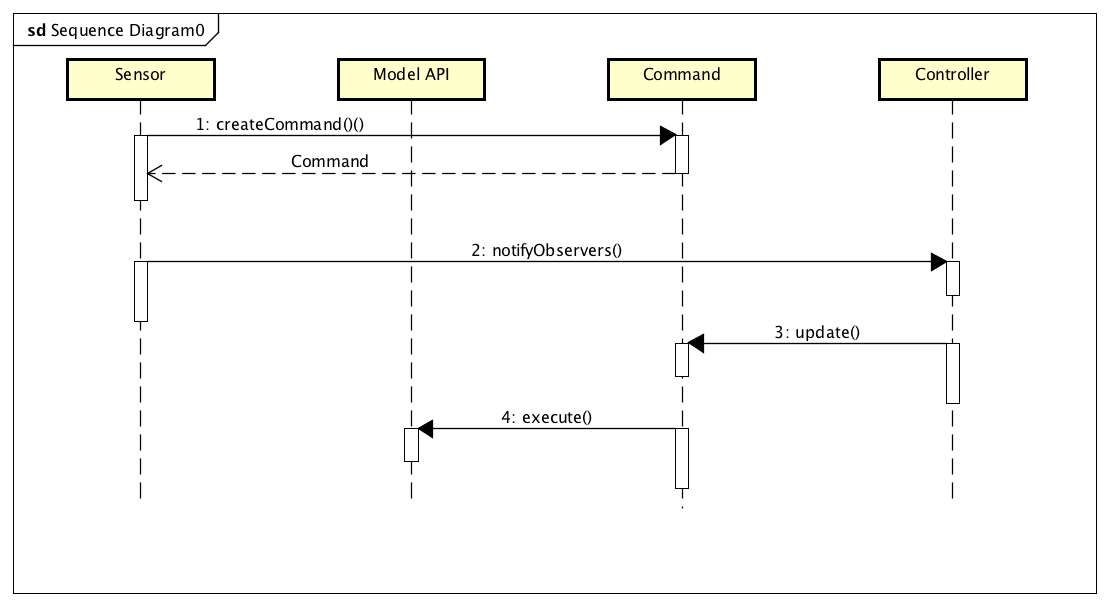 sd Sequence Diagram0
Sensor
Model API
Command
Controller
1: createCommand()()
Command
2: notifyObservers()
3: update()
4: execute()